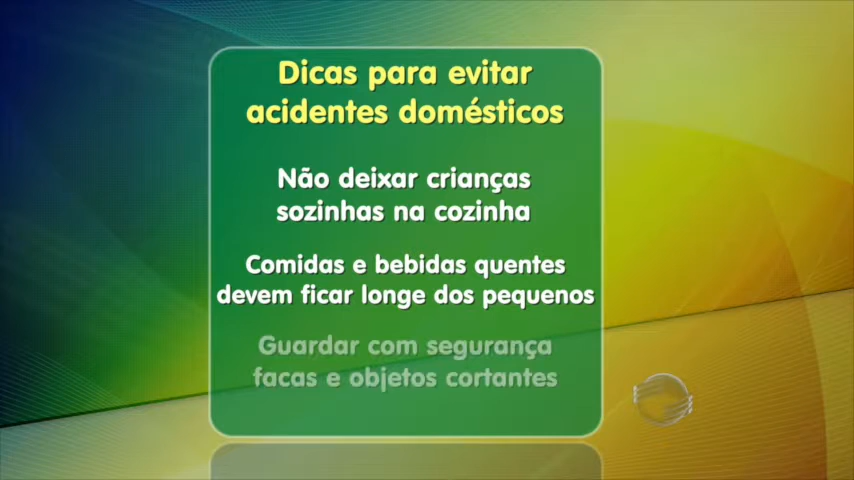 Dicas para evitar
acidentes domésticos
Não deixar crianças
sozinhas na cozinha
Comidas e bebidas quentes
devem ficar longe dos pequenos
Guardar com segurança
facas e objetos cortantes